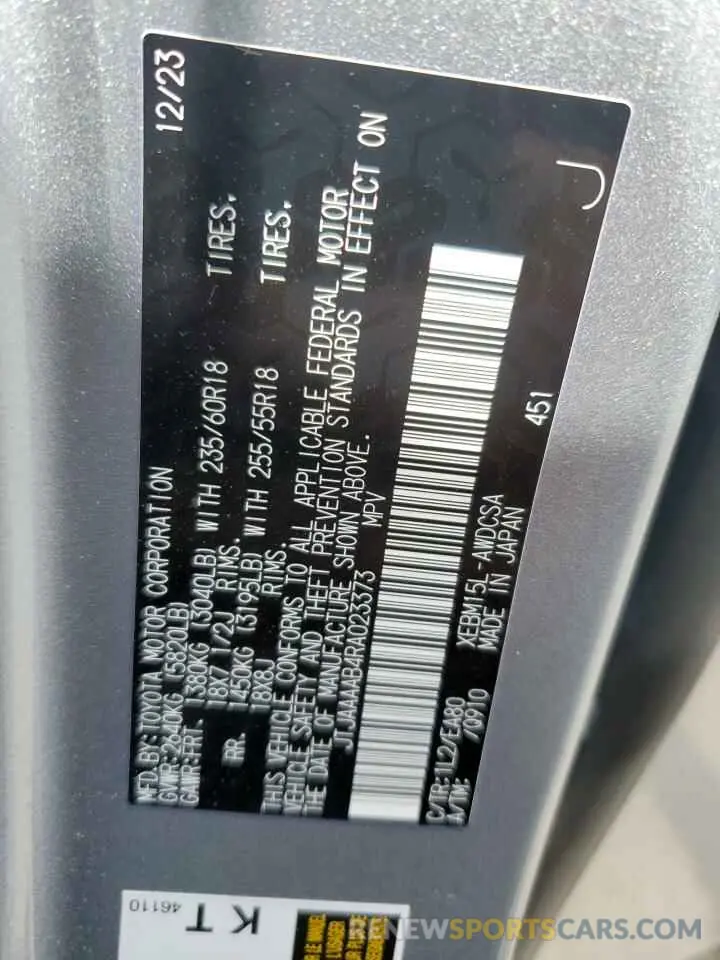 12/23
MFD.BY:TOYOTA MOTOR CORPORATION
GVWR:2640KG (5820LB)
GAWR:FRT. 1380KG (3040LB) WITH 235/60R18 TIRES.
18X7 1/2J RIMS.
RR. 1450KG (3195LB) WITH 255/55R18 TIRES.
18X8J RIMS.
THIS VEHICLE CONFORMS TO ALL APPLICABLE FEDERAL MOTOR
VEHICLE SAFETY AND THEFT PREVENTION STANDARDS IN EFFECT ON
THE DATE OF MANUFACTURE SHOWN ABOVE.
JTJAAAAB4RA023373 MPV
C/TR:1L2/EA80 XEBM15L-AWDCSA
A/TM: /0910 MADE IN JAPAN
451
J
KT
46110
RENEWSPORTSCARS.COM